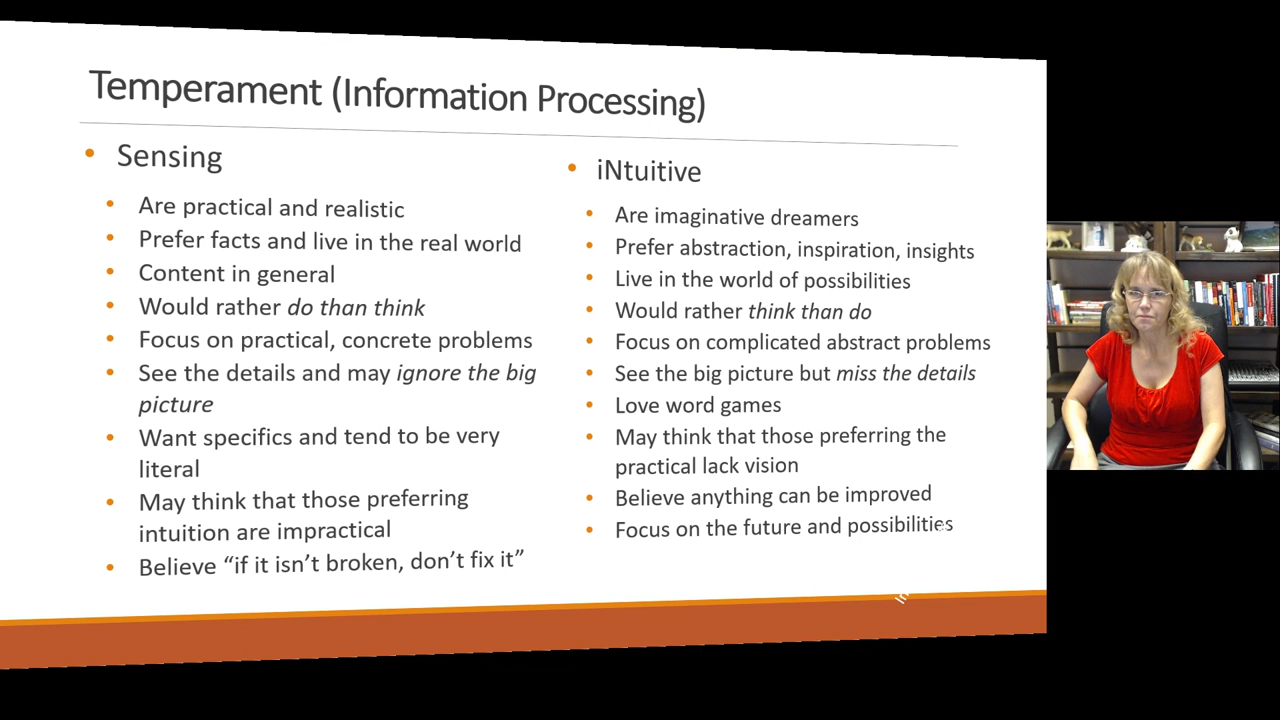 Temperament (Information Processing)
Sensing
Are practical and realistic
Prefer facts and live in the real world
Content in general
Would rather do than think
Focus on practical, concrete problems
See the details and may ignore the big
picture
Want specifics and tend to be very
literal
May think that those preferring
intuition are impractical
Believe “if it isn’t broken, don’t fix it”
iNtuitive
Are imaginative dreamers
Prefer abstraction, inspiration, insights
Live in the world of possibilities
Would rather think than do
Focus on complicated abstract problems
See the big picture but miss the details
Love word games
May think that those preferring the
practical lack vision
Believe anything can be improved
Focus on the future and possibilities